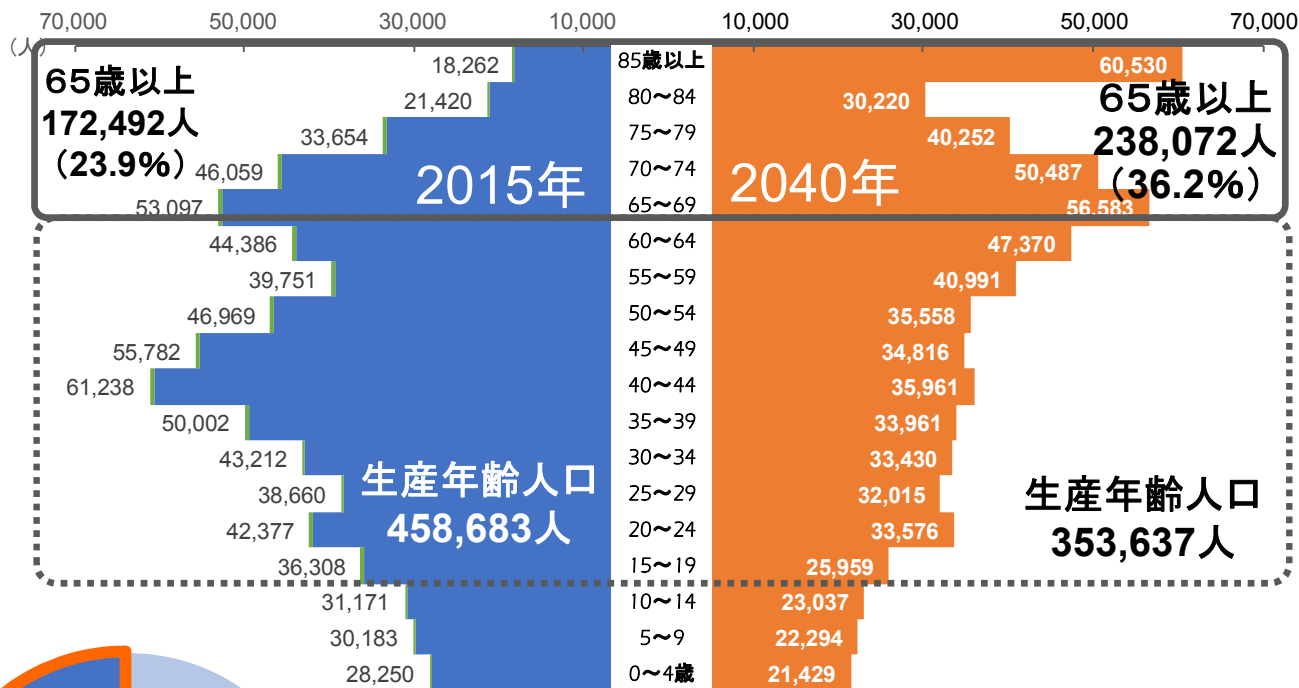 70,000 50,000 30,000 10,000 10,000 30,000 50,000 70,000
（人）
65歳以上
172,492人
（23.9%）
2015年
2040年
65歳以上
238,072人
（36.2%）
18,262 85歳以上 60,530
21,420 80～84 30,220
33,654 75～79 40,252
46,059 70～74 50,487
53,097 65～69 56,583
44,386 60～64 47,370
39,751 55～59 40,991
46,969 50～54 35,558
55,782 45～49 34,816
61,238 40～44 35,961
50,002 35～39 33,961
43,212 30～34 33,430
38,660 25～29 32,015
42,377 20～24 33,576
36,308 15～19 25,959
31,171 10～14 23,037
30,183 5～9 22,294
28,250 0～4歳 21,429
生産年齢人口
458,683人
生産年齢人口
353,637人